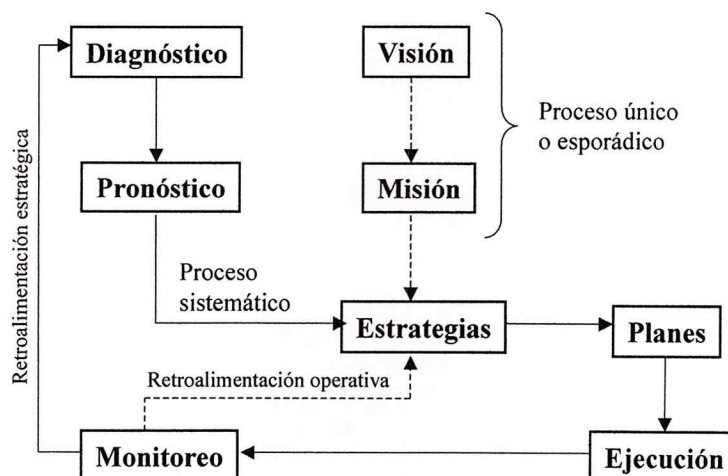 Diagnóstico
Visión
Proceso único
o esporádico
Pronóstico
Misión
Retroalimentación estratégica
Proceso
sistemático
Estrategias
Planes
Retroalimentación operativa
Monitoreo
Ejecución